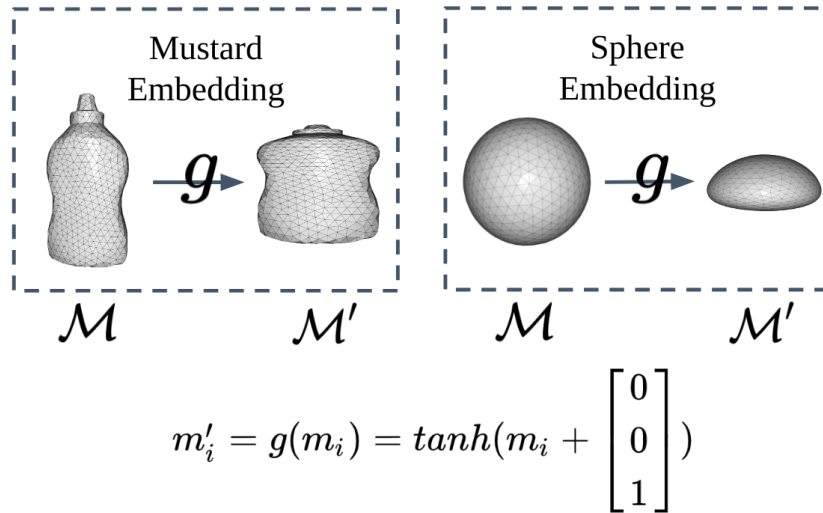 Mustard
Embedding
g
Sphere
Embedding
g
ℳ
ℳ′
ℳ
ℳ′
m′ᵢ = g(mᵢ) = tanh(mᵢ + [0 0 1])